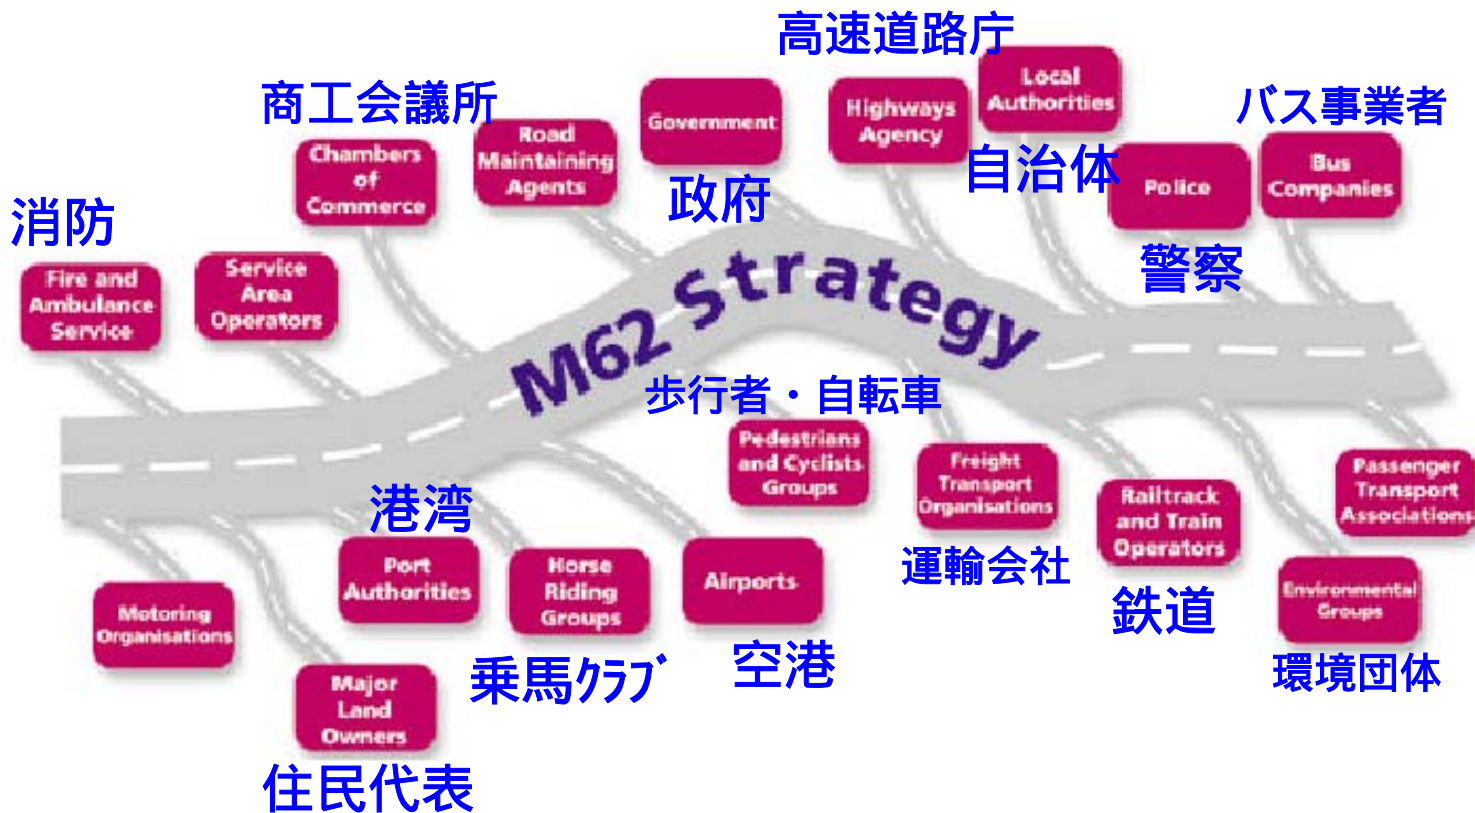 高速道路庁
Local
Authorities
自治体
商工会議所
Chambers
of
Commerce
Road
Maintaining
Agents
Government
政府
Highways
Agency
バス事業者
Bus
Companies
Police
警察
消防
Fire and
Ambulance
Service
Service
Area
Operators
M62 Strategy
歩行者・自転車
Pedestrians
and Cyclists
Groups
Freight
Transport
Organisations
運輸会社
Railtrack
and Train
Operators
鉄道
Passenger
Transport
Associations
Environmental
Groups
環境団体
港湾
Port
Authorities
Horse
Riding
Groups
乗馬ｸﾗﾌﾞ
Airports
空港
Motoring
Organisations
Major
Land
Owners
住民代表